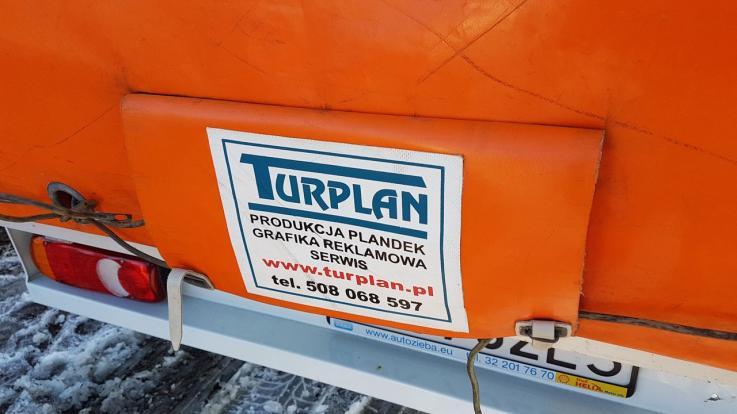 TURPLAN
PRODUKCJA PLANDEK
GRAFIKA REKLAMOWA
SERWIS
www.turplan.pl
tel. 508 068 597
www.autozieba.eu
32 201 76 70
HELLA